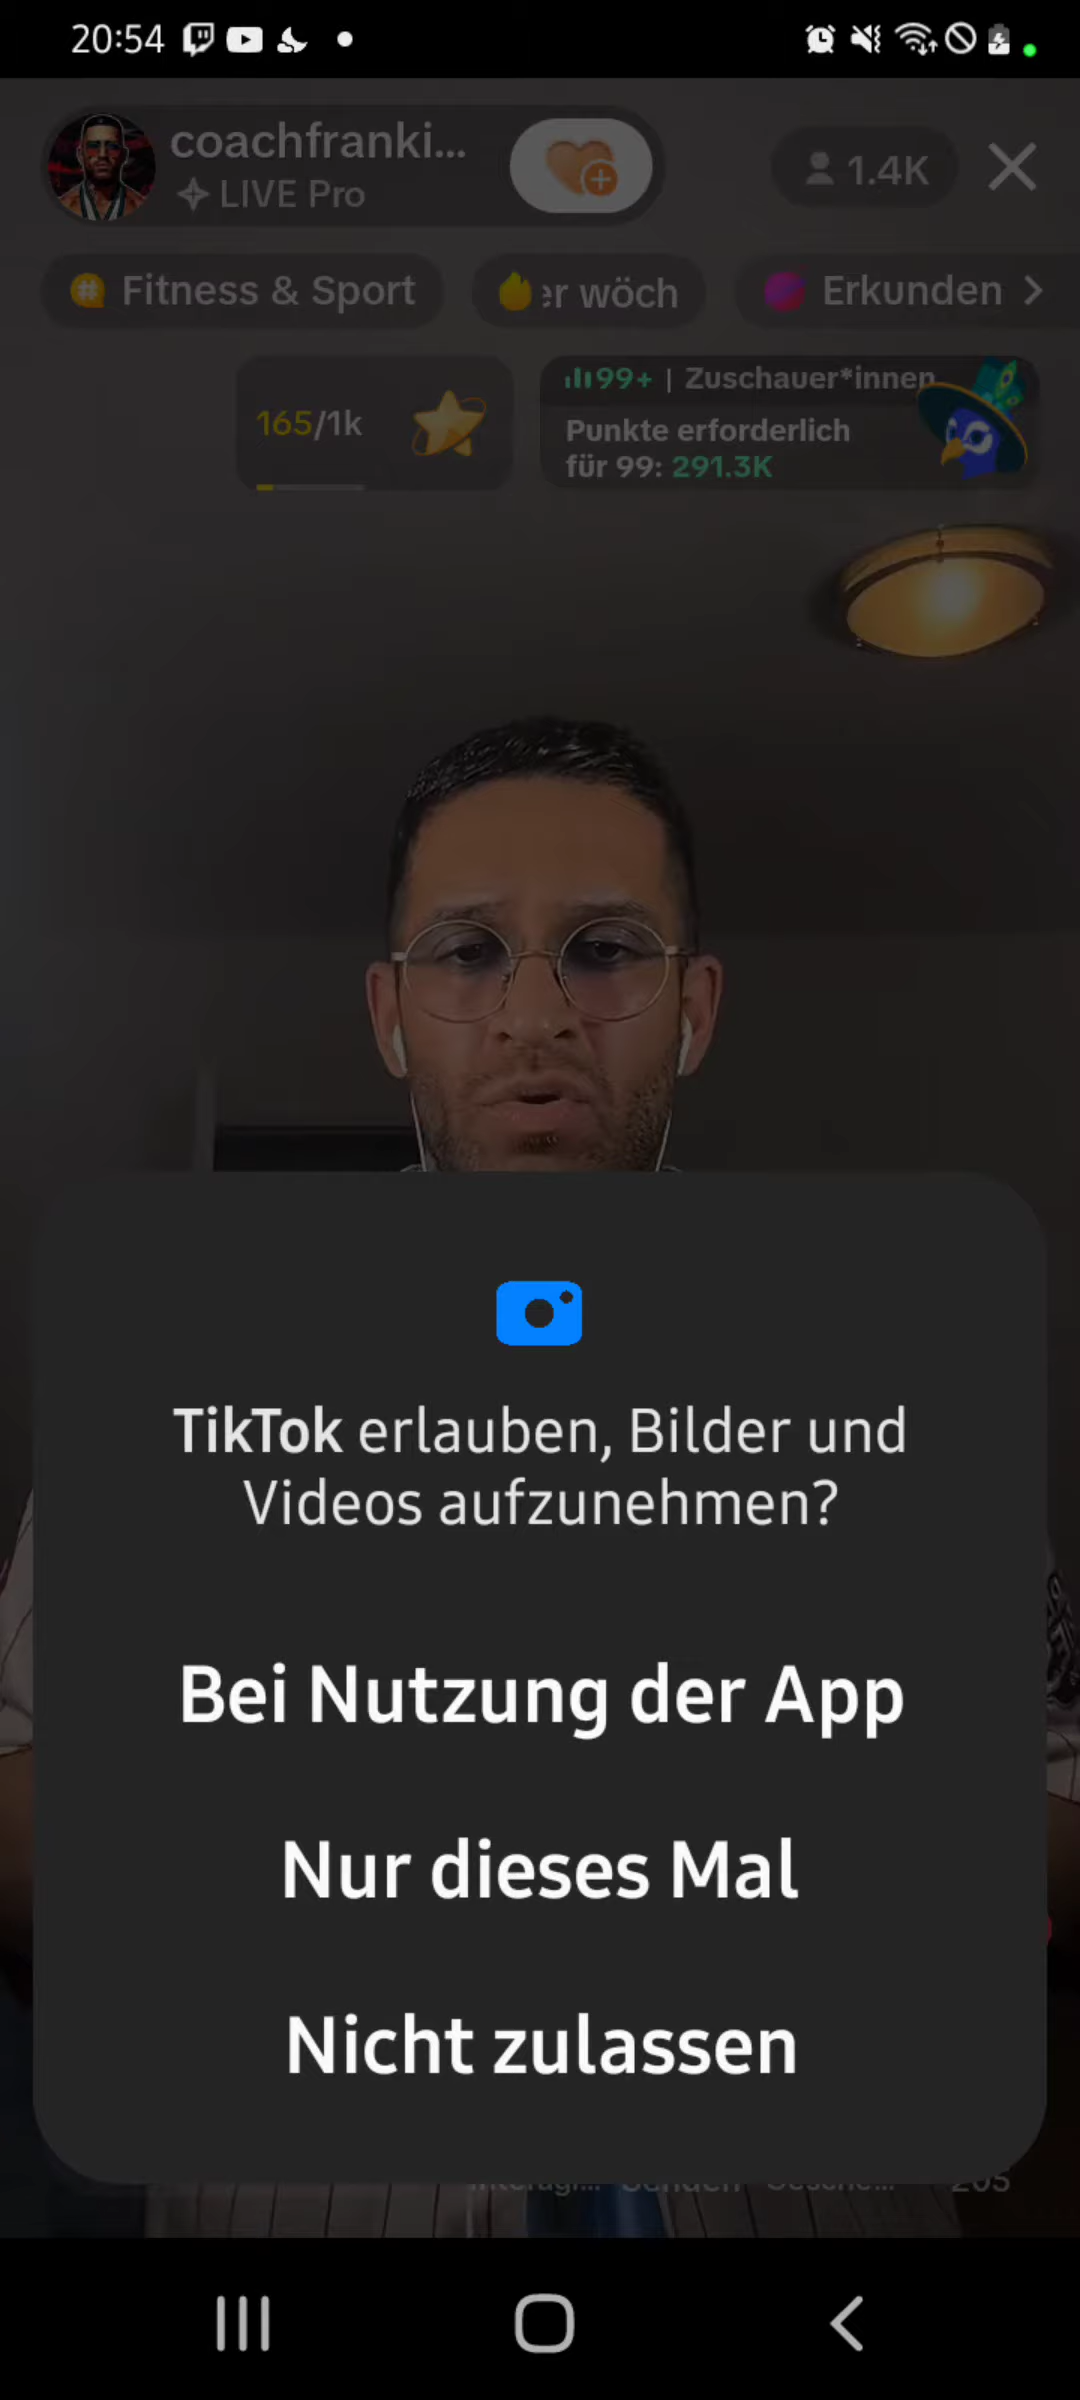 20:54
coachfranki...
LIVE Pro
1.4K
Fitness & Sport
er wöch
Erkunden
165/1k
99+ | Zuschauer*innen
Punkte erforderlich
für 99: 291.3K
TikTok erlauben, Bilder und
Videos aufzunehmen?
Bei Nutzung der App
Nur dieses Mal
Nicht zulassen
205